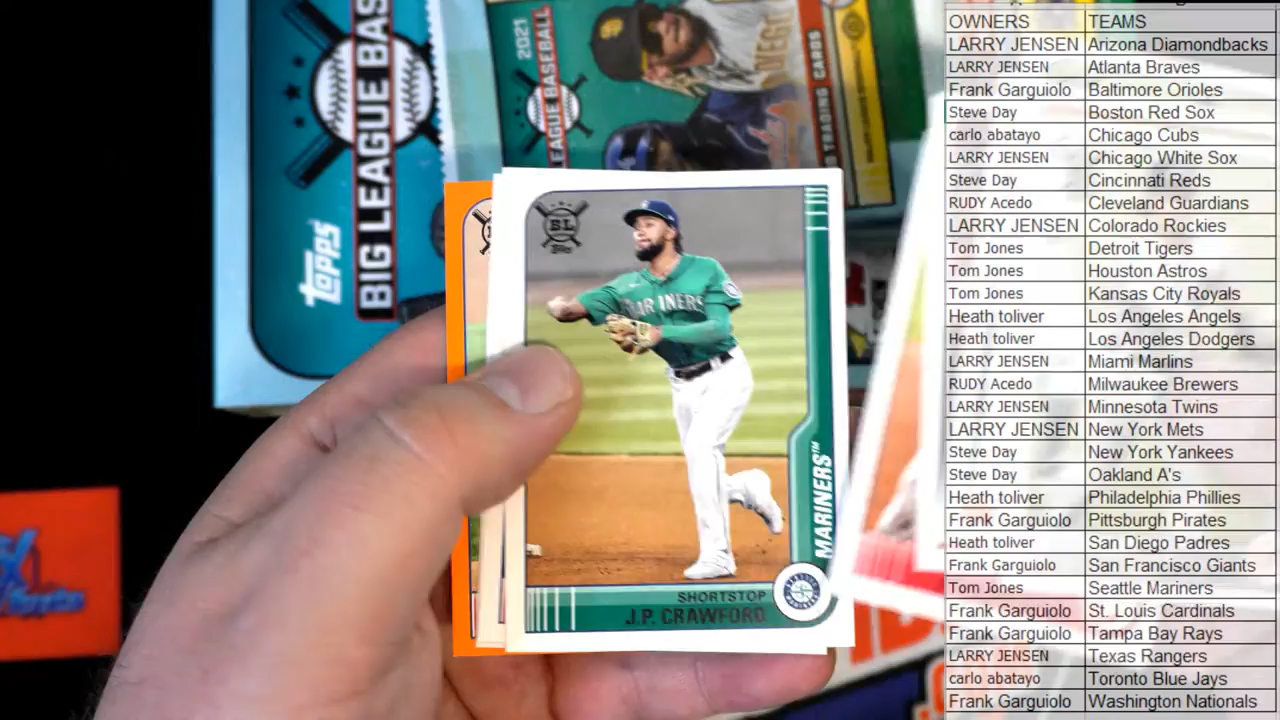 OWNERS TEAMS
LARRY JENSEN Arizona Diamondbacks
LARRY JENSEN Atlanta Braves
Frank Garguiolo Baltimore Orioles
Steve Day Boston Red Sox
carlo abatayo Chicago Cubs
LARRY JENSEN Chicago White Sox
Steve Day Cincinnati Reds
RUDY Acedo Cleveland Guardians
LARRY JENSEN Colorado Rockies
Tom Jones Detroit Tigers
Tom Jones Houston Astros
Tom Jones Kansas City Royals
Heath toliver Los Angeles Angels
Heath toliver Los Angeles Dodgers
LARRY JENSEN Miami Marlins
RUDY Acedo Milwaukee Brewers
LARRY JENSEN Minnesota Twins
LARRY JENSEN New York Mets
Steve Day New York Yankees
Steve Day Oakland A's
Heath toliver Philadelphia Phillies
Frank Garguiolo Pittsburgh Pirates
Heath toliver San Diego Padres
Frank Garguiolo San Francisco Giants
Tom Jones Seattle Mariners
Frank Garguiolo St. Louis Cardinals
Frank Garguiolo Tampa Bay Rays
LARRY JENSEN Texas Rangers
carlo abatayo Toronto Blue Jays
Frank Garguiolo Washington Nationals
topps
BIG LEAGUE BAS
2021
LEAGUE BASEBALL
TRADING CARDS
BL
topps
MARINERS
MARINERS™
SHORTSTOP
J.P. CRAWFORD